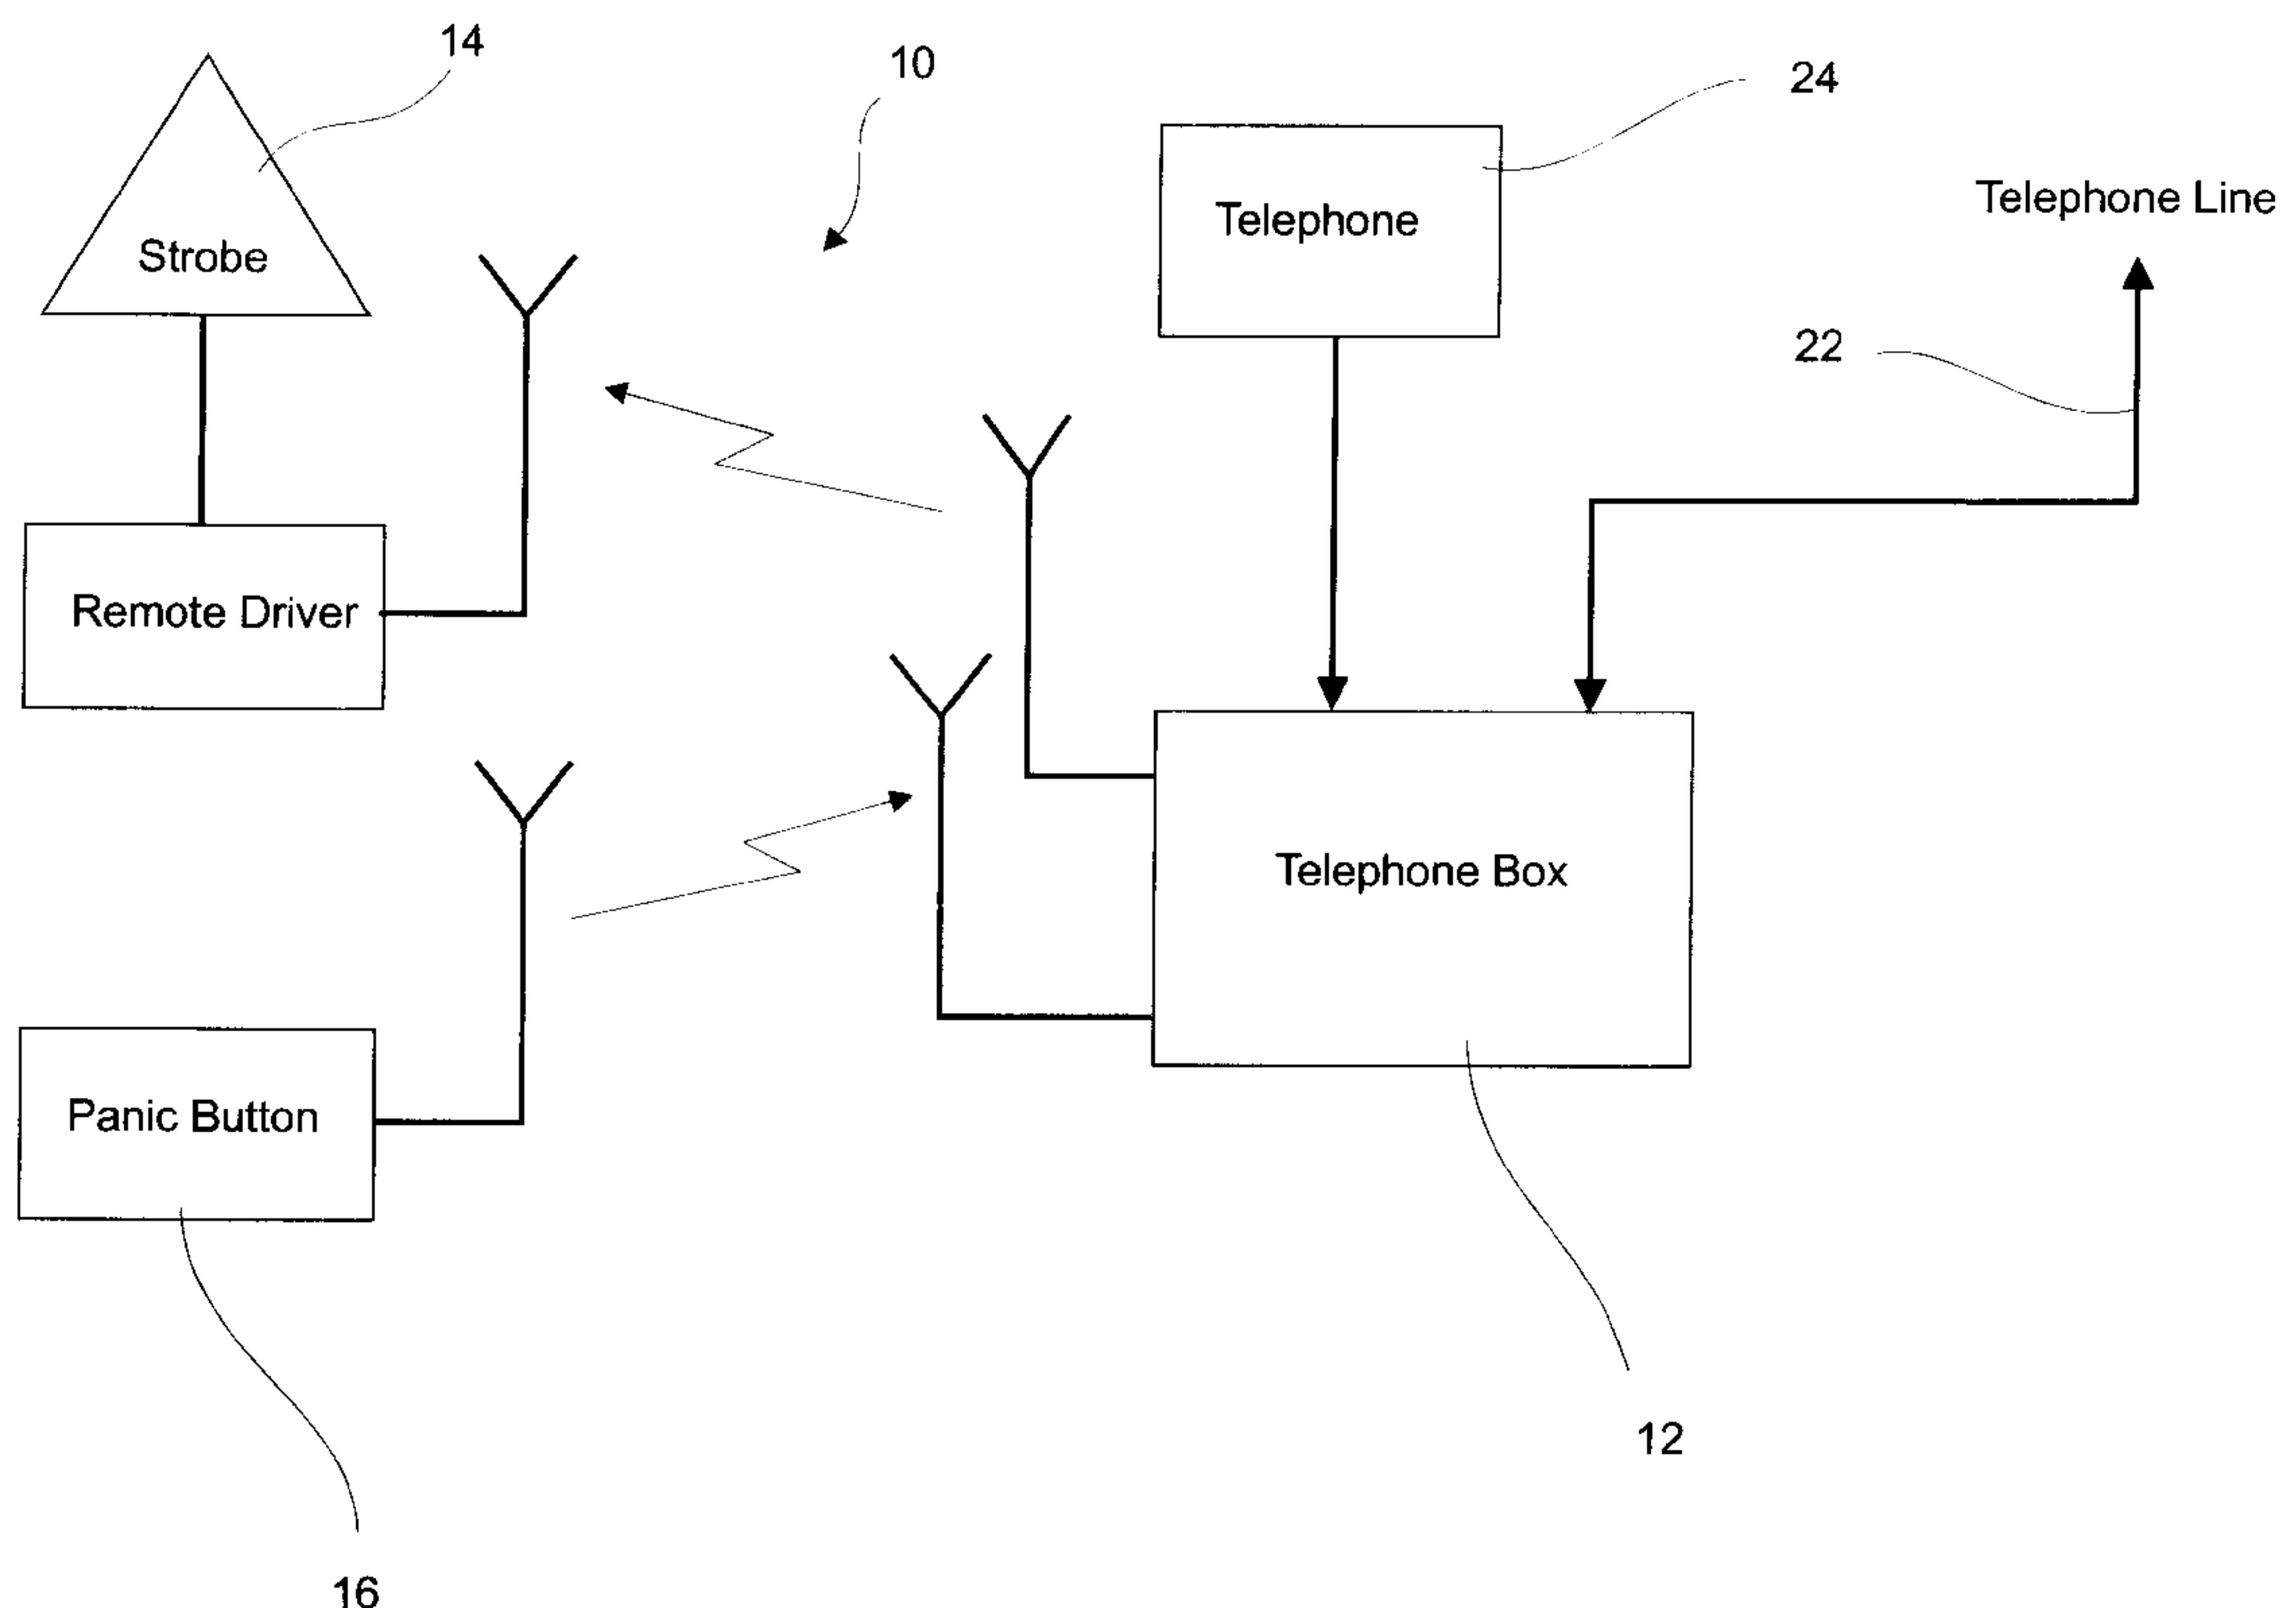 14
10
24
Telephone
Telephone Line
Strobe
22
Remote Driver
Telephone Box
Panic Button
12
16